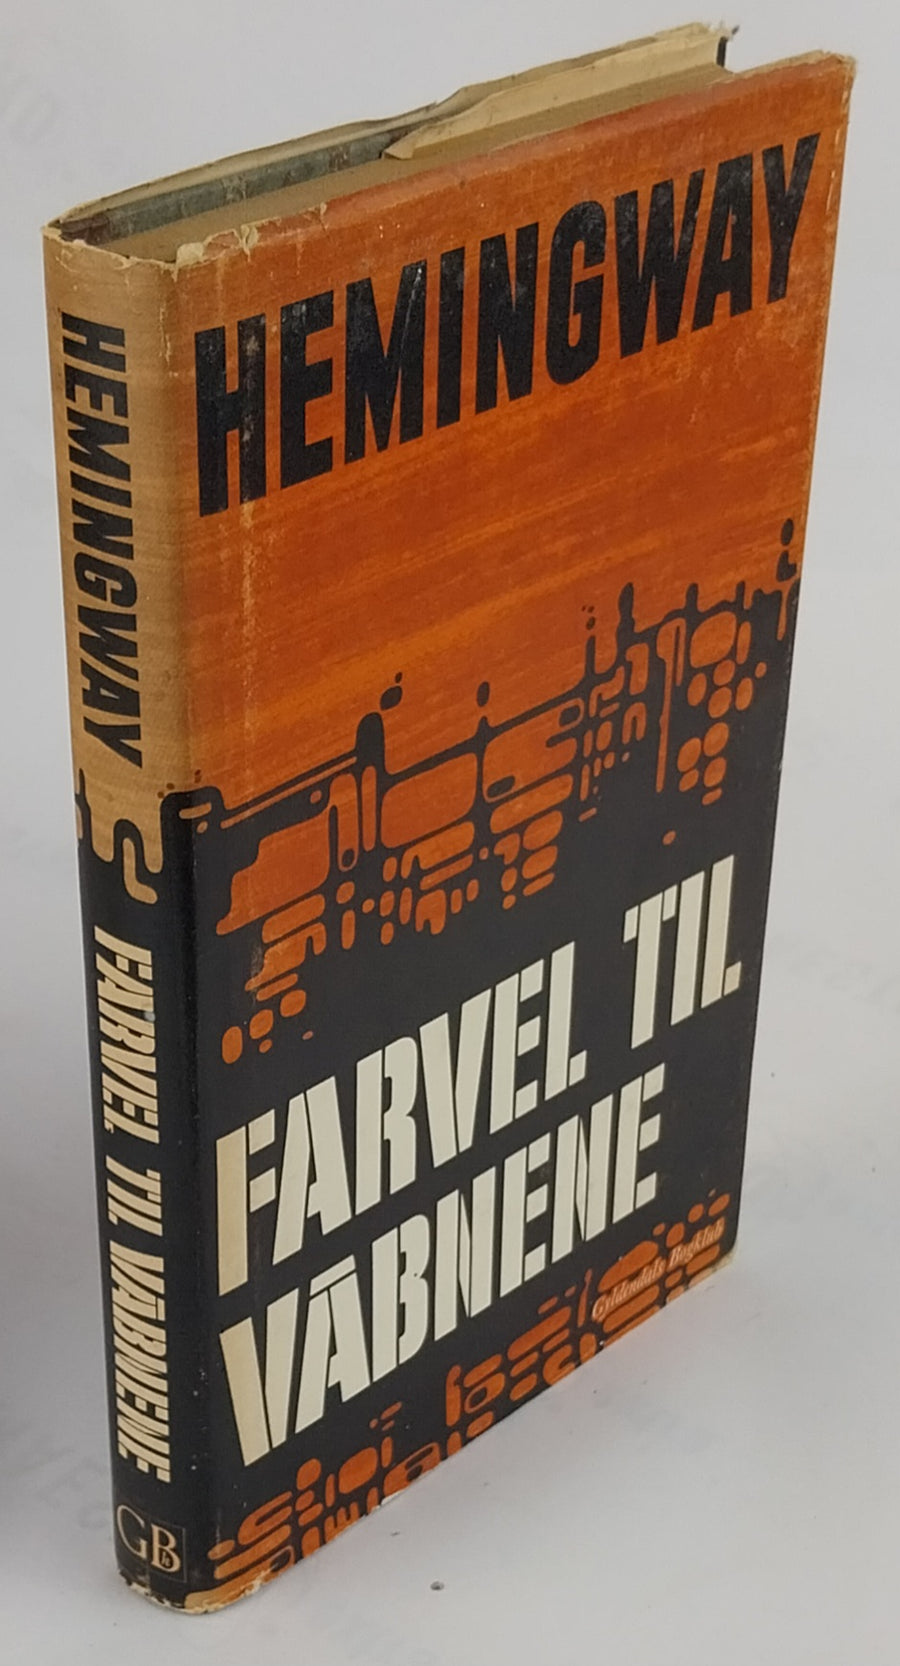 HEMINGWAY
FARVEL TIL
VÅBNENE
Gyldendals Bogklub
HEMINGWAY
FARVEL TIL VÅBNENE
GB